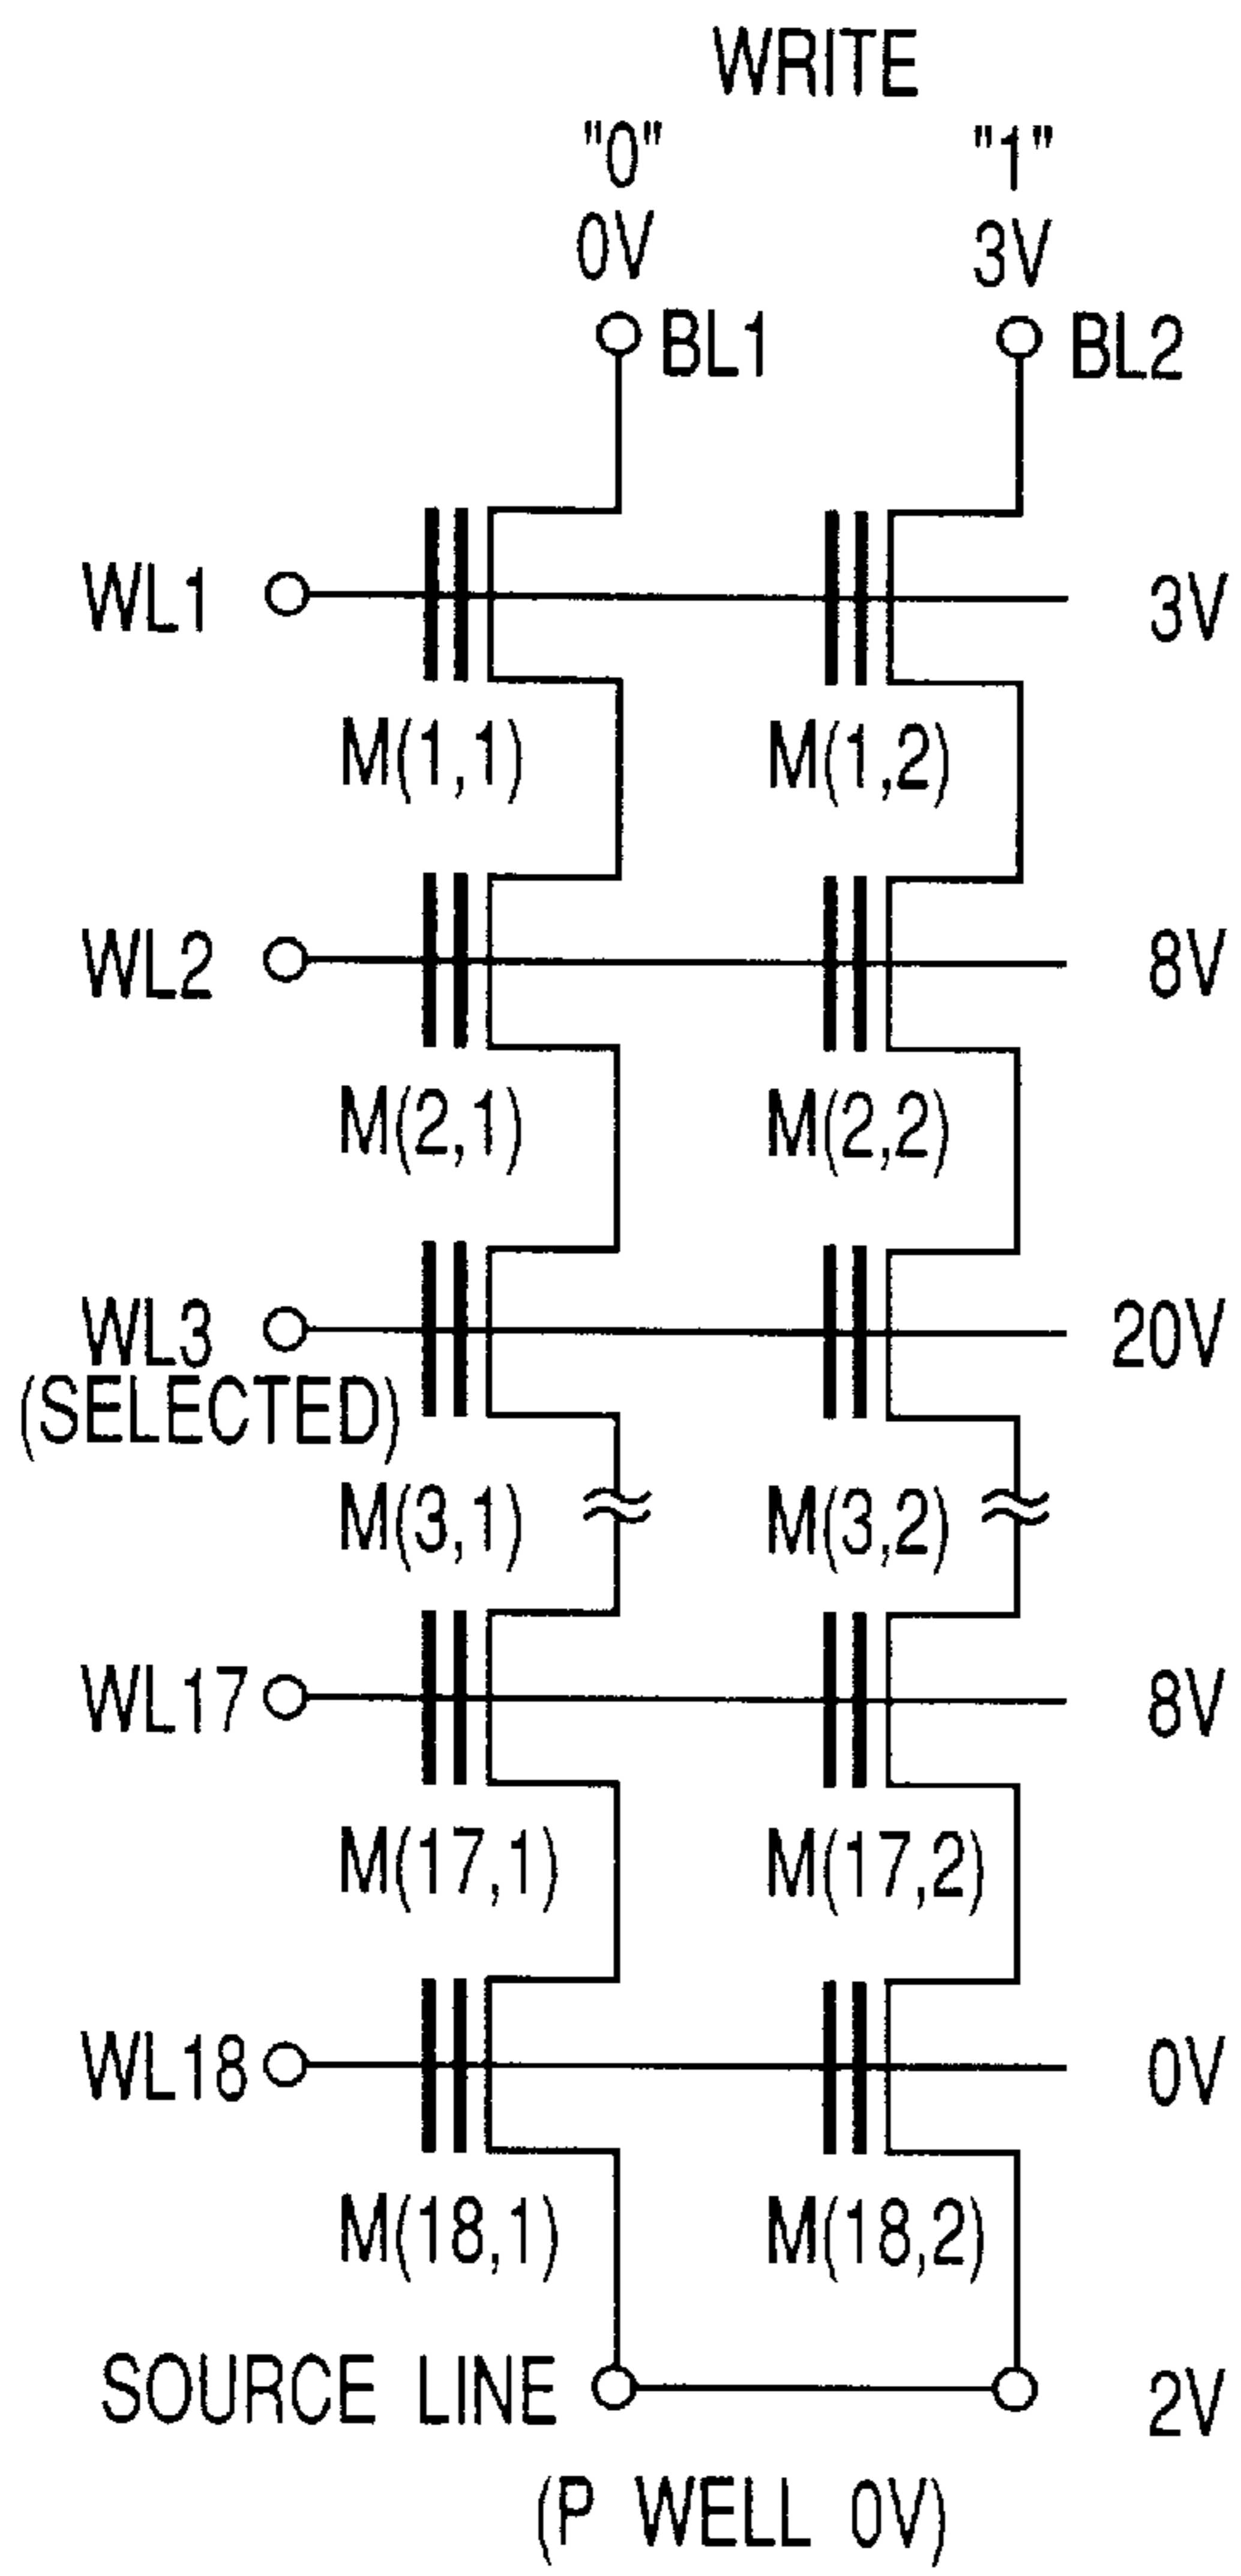 WRITE
"0" "1"
0V 3V
BL1 BL2
WL1 3V
M(1,1) M(1,2)
WL2 8V
M(2,1) M(2,2)
WL3 20V
(SELECTED)
M(3,1) M(3,2)
WL17 8V
M(17,1) M(17,2)
WL18 0V
M(18,1) M(18,2)
SOURCE LINE 2V
(P WELL 0V)